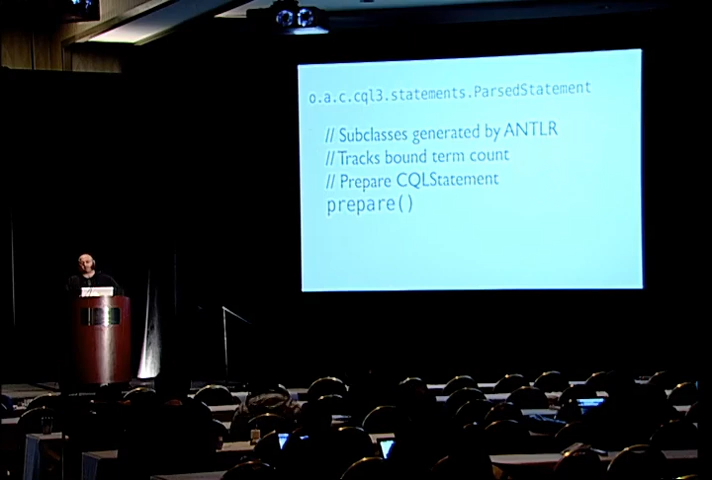 o.a.c.cql3.statements.ParsedStatement
// Subclasses generated by ANTLR
// Tracks bound term count
// Prepare CQLStatement
prepare()